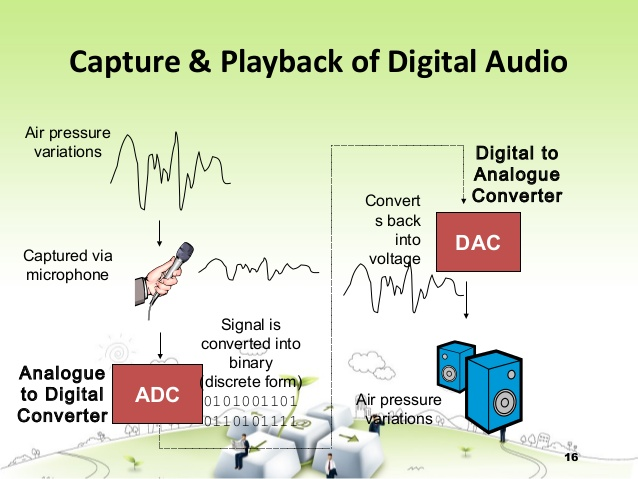 Capture & Playback of Digital Audio
Air pressure
variations
Captured via
microphone
Analogue
to Digital
Converter
ADC
Signal is
converted into
binary
(discrete form)
0101001101
0110101111
Digital to
Analogue
Converter
DAC
Convert
s back
into
voltage
Air pressure
variations
16